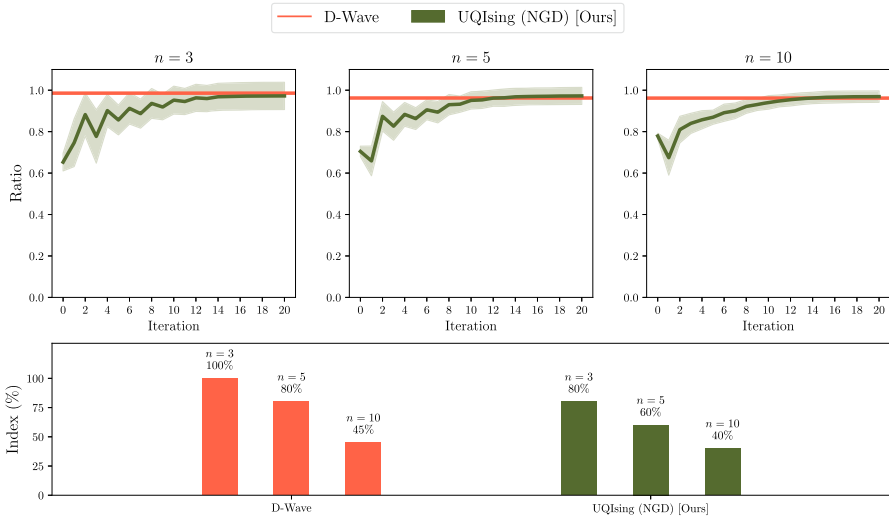 D-Wave UQIsing (NGD) [Ours]
n = 3 n = 5 n = 10
Ratio
1.0 1.0 1.0
0.8 0.8 0.8
0.6 0.6 0.6
0.4 0.4 0.4
0.2 0.2 0.2
0.0 0.0 0.0
0 2 4 6 8 10 12 14 16 18 20 0 2 4 6 8 10 12 14 16 18 20 0 2 4 6 8 10 12 14 16 18 20
Iteration Iteration Iteration
Index (%)
100
75
50
25
0
n = 3
100%
n = 5
80%
n = 10
45%
n = 3
80%
n = 5
60%
n = 10
40%
D-Wave UQIsing (NGD) [Ours]